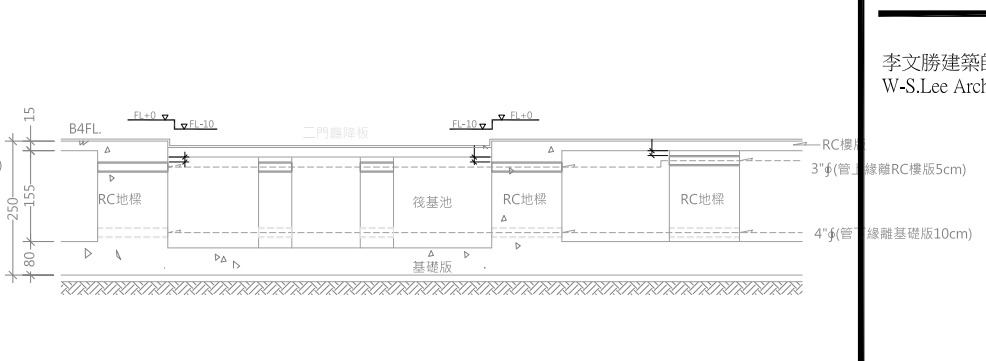 李文勝建築
W-S.Lee Arch
15
B4FL.
FL+0
FL-10
二門廳降板
FL-10
FL+0
RC樓版
3"∮(管上緣離RC樓版5cm)
250
155
RC地樑
筏基池
RC地樑
RC地樑
4"∮(管下緣離基礎版10cm)
80
基礎版